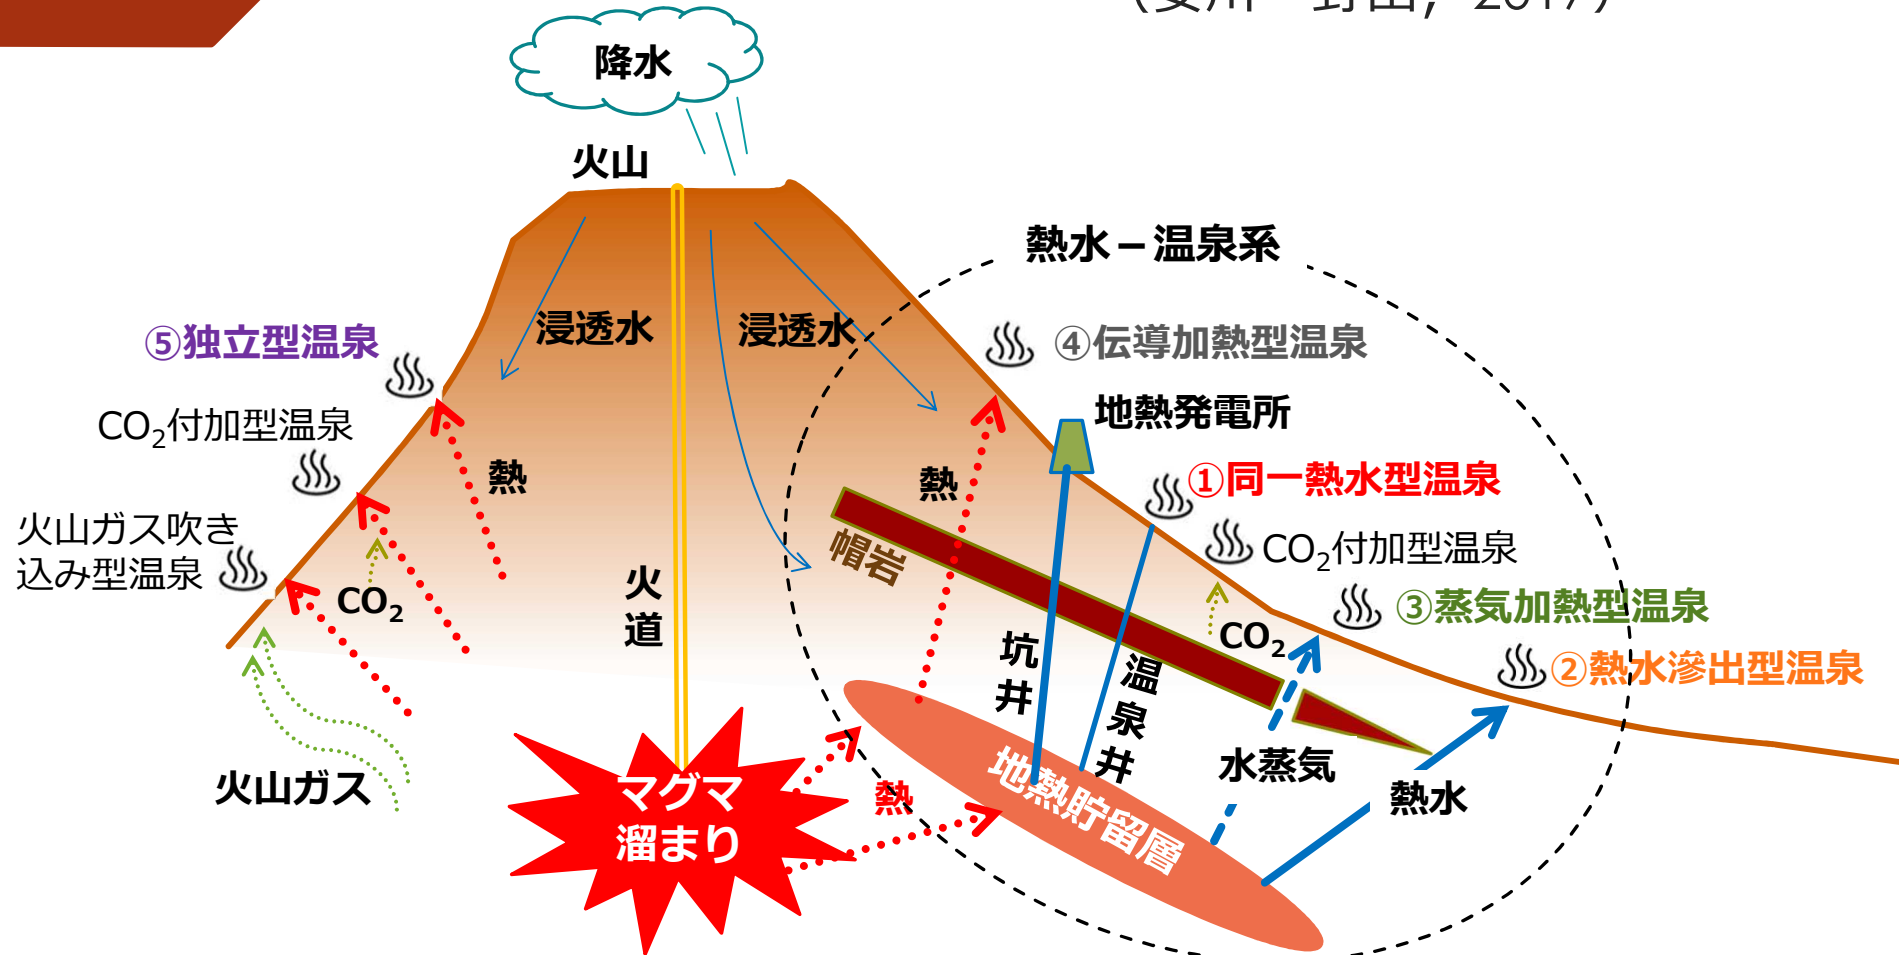 2017）
降水
火山
熱水－温泉系
浸透水
浸透水
⑤独立型温泉
④伝導加熱型温泉
地熱発電所
CO₂付加型温泉
熱
熱
①同一熱水型温泉
火山ガス吹き
込み型温泉
CO₂付加型温泉
帽岩
CO₂
火道
③蒸気加熱型温泉
CO₂
坑井
温泉井
②熱水滲出型温泉
火山ガス
マグマ
溜まり
熱
地熱貯留層
水蒸気
熱水